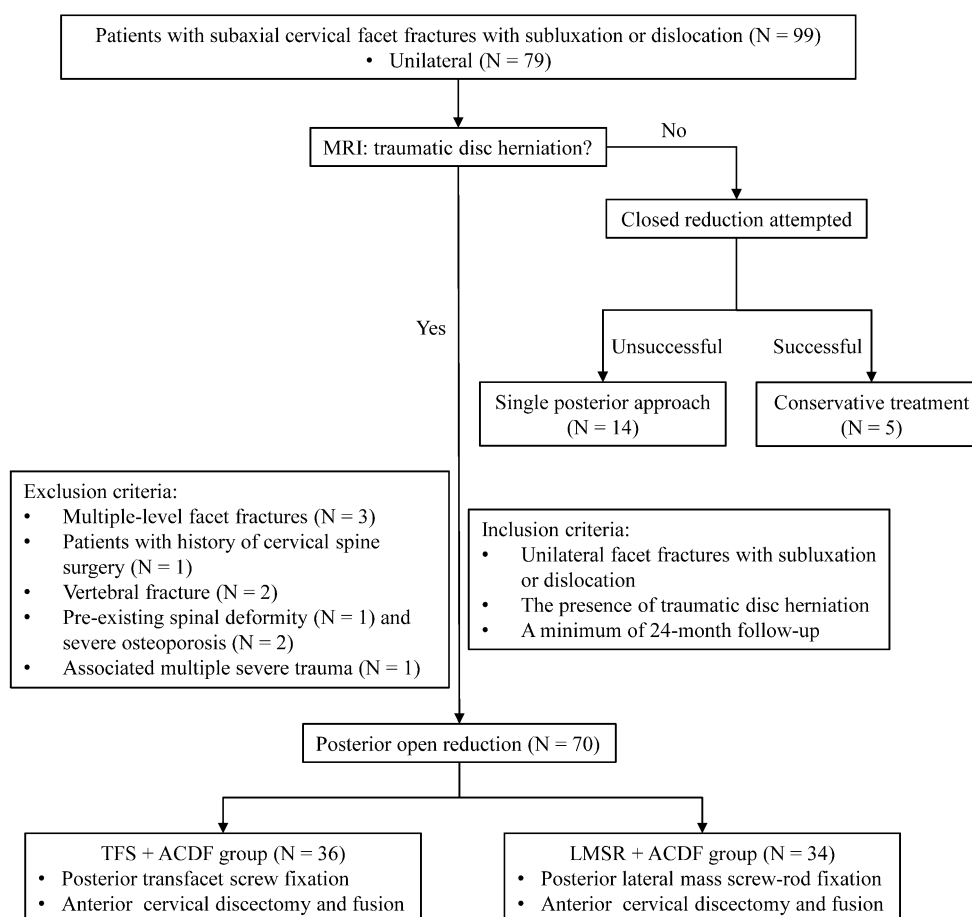 Patients with subaxial cervical facet fractures with subluxation or dislocation (N = 99)
• Unilateral (N = 79)
MRI: traumatic disc herniation?
No
Closed reduction attempted
Yes
Unsuccessful
Successful
Single posterior approach
(N = 14)
Conservative treatment
(N = 5)
Exclusion criteria:
• Multiple-level facet fractures (N = 3)
• Patients with history of cervical spine
surgery (N = 1)
• Vertebral fracture (N = 2)
• Pre-existing spinal deformity (N = 1) and
severe osteoporosis (N = 2)
• Associated multiple severe trauma (N = 1)
Inclusion criteria:
• Unilateral facet fractures with subluxation
or dislocation
• The presence of traumatic disc herniation
• A minimum of 24-month follow-up
Posterior open reduction (N = 70)
TFS + ACDF group (N = 36)
• Posterior transfacet screw fixation
• Anterior cervical discectomy and fusion
LMSR + ACDF group (N = 34)
• Posterior lateral mass screw-rod fixation
• Anterior cervical discectomy and fusion